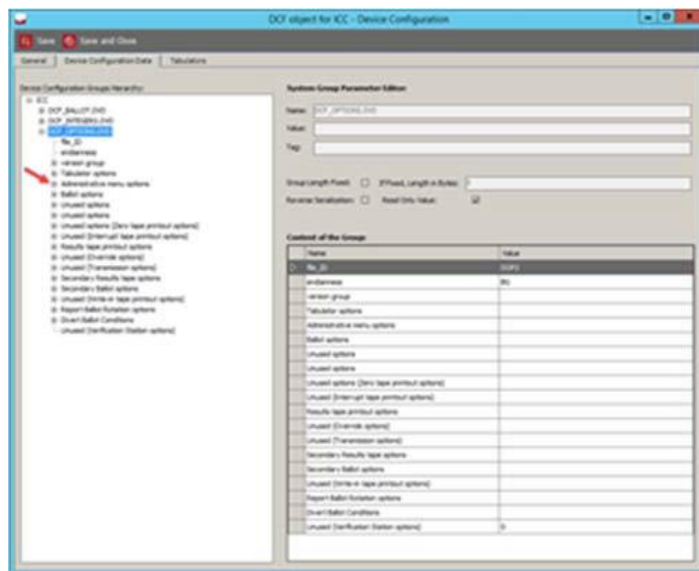 DCF object for ICC - Device Configuration
Save
Save and Close
General
Device Configuration Data
Tabulators
Device Configuration Groups Hierarchy:
ICC
DCF_BALLOT.DVD
DCF_INTEGERS.DVD
DCF_OPTIONS.DVD
file_ID
endianness
version group
Tabulator options
Administrative menu options
Ballot options
Unused options
Unused options
Unused options [Zero tape printout options]
Unused [Interrupt tape printout options]
Results tape printout options
Unused [Override options]
Unused [Transmission options]
Secondary Results tape options
Secondary Ballot options
Unused [Write-in tape printout options]
Report Ballot Rotation options
Divert Ballot Conditions
Unused [Verification Station options]
System Group Parameter Editor
Name: DCF_OPTIONS.DVD
Value:
Tag:
Group Length Fixed:
If Fixed, Length in Bytes:
Reverse Serialization:
Read Only Value:
Content of the Group
Name Value
file_ID
endianness
version group
Tabulator options
Administrative menu options
Ballot options
Unused options
Unused options
Unused options [Zero tape printout options]
Unused [Interrupt tape printout options]
Results tape printout options
Unused [Override options]
Unused [Transmission options]
Secondary Results tape options
Secondary Ballot options
Unused [Write-in tape printout options]
Report Ballot Rotation options
Divert Ballot Conditions
Unused [Verification Station options] 0